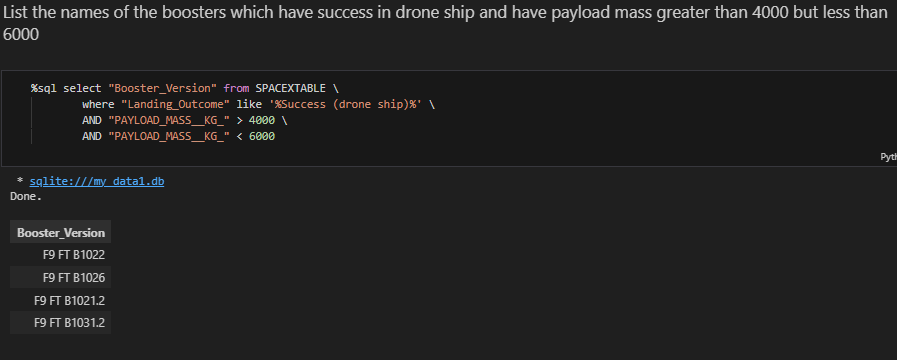 List the names of the boosters which have success in drone ship and have payload mass greater than 4000 but less than
6000
%sql select "Booster_Version" from SPACEXTABLE \
where "Landing_Outcome" like '%Success (drone ship)%' \
AND "PAYLOAD_MASS__KG_" > 4000 \
AND "PAYLOAD_MASS__KG_" < 6000
Pyth
* sqlite:///my_data1.db
Done.
Booster_Version
F9 FT B1022
F9 FT B1026
F9 FT B1021.2
F9 FT B1031.2